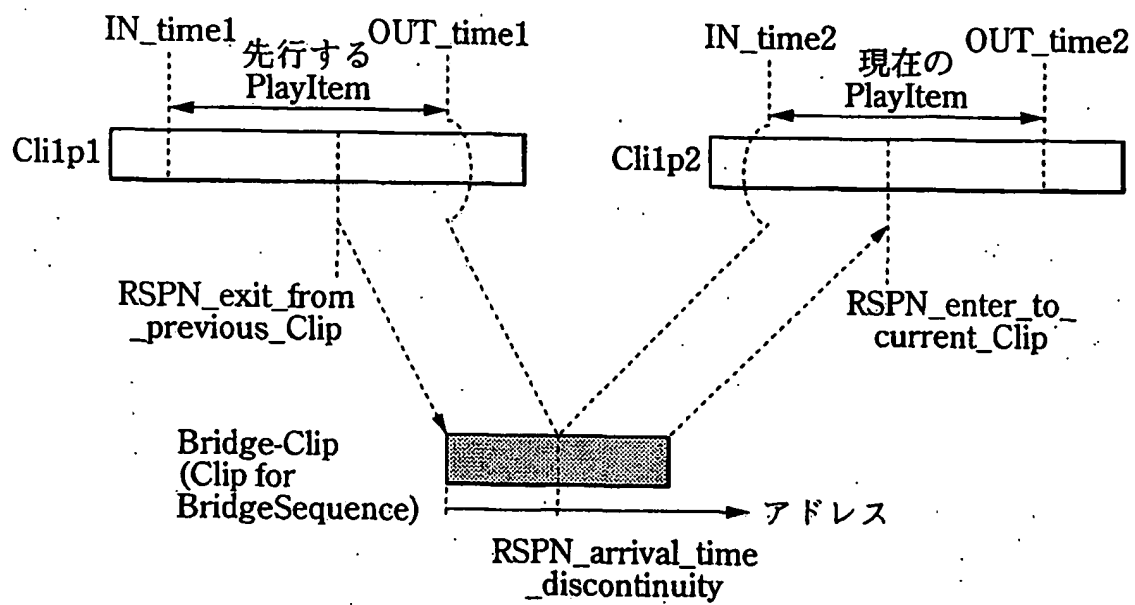 IN_time1
OUT_time1
先行する
PlayItem
IN_time2
OUT_time2
現在の
PlayItem
Cli1p1
Cli1p2
RSPN_exit_from
_previous_Clip
RSPN_enter_to_
current_Clip
Bridge-Clip
(Clip for
BridgeSequence)
アドレス
RSPN_arrival_time
_discontinuity